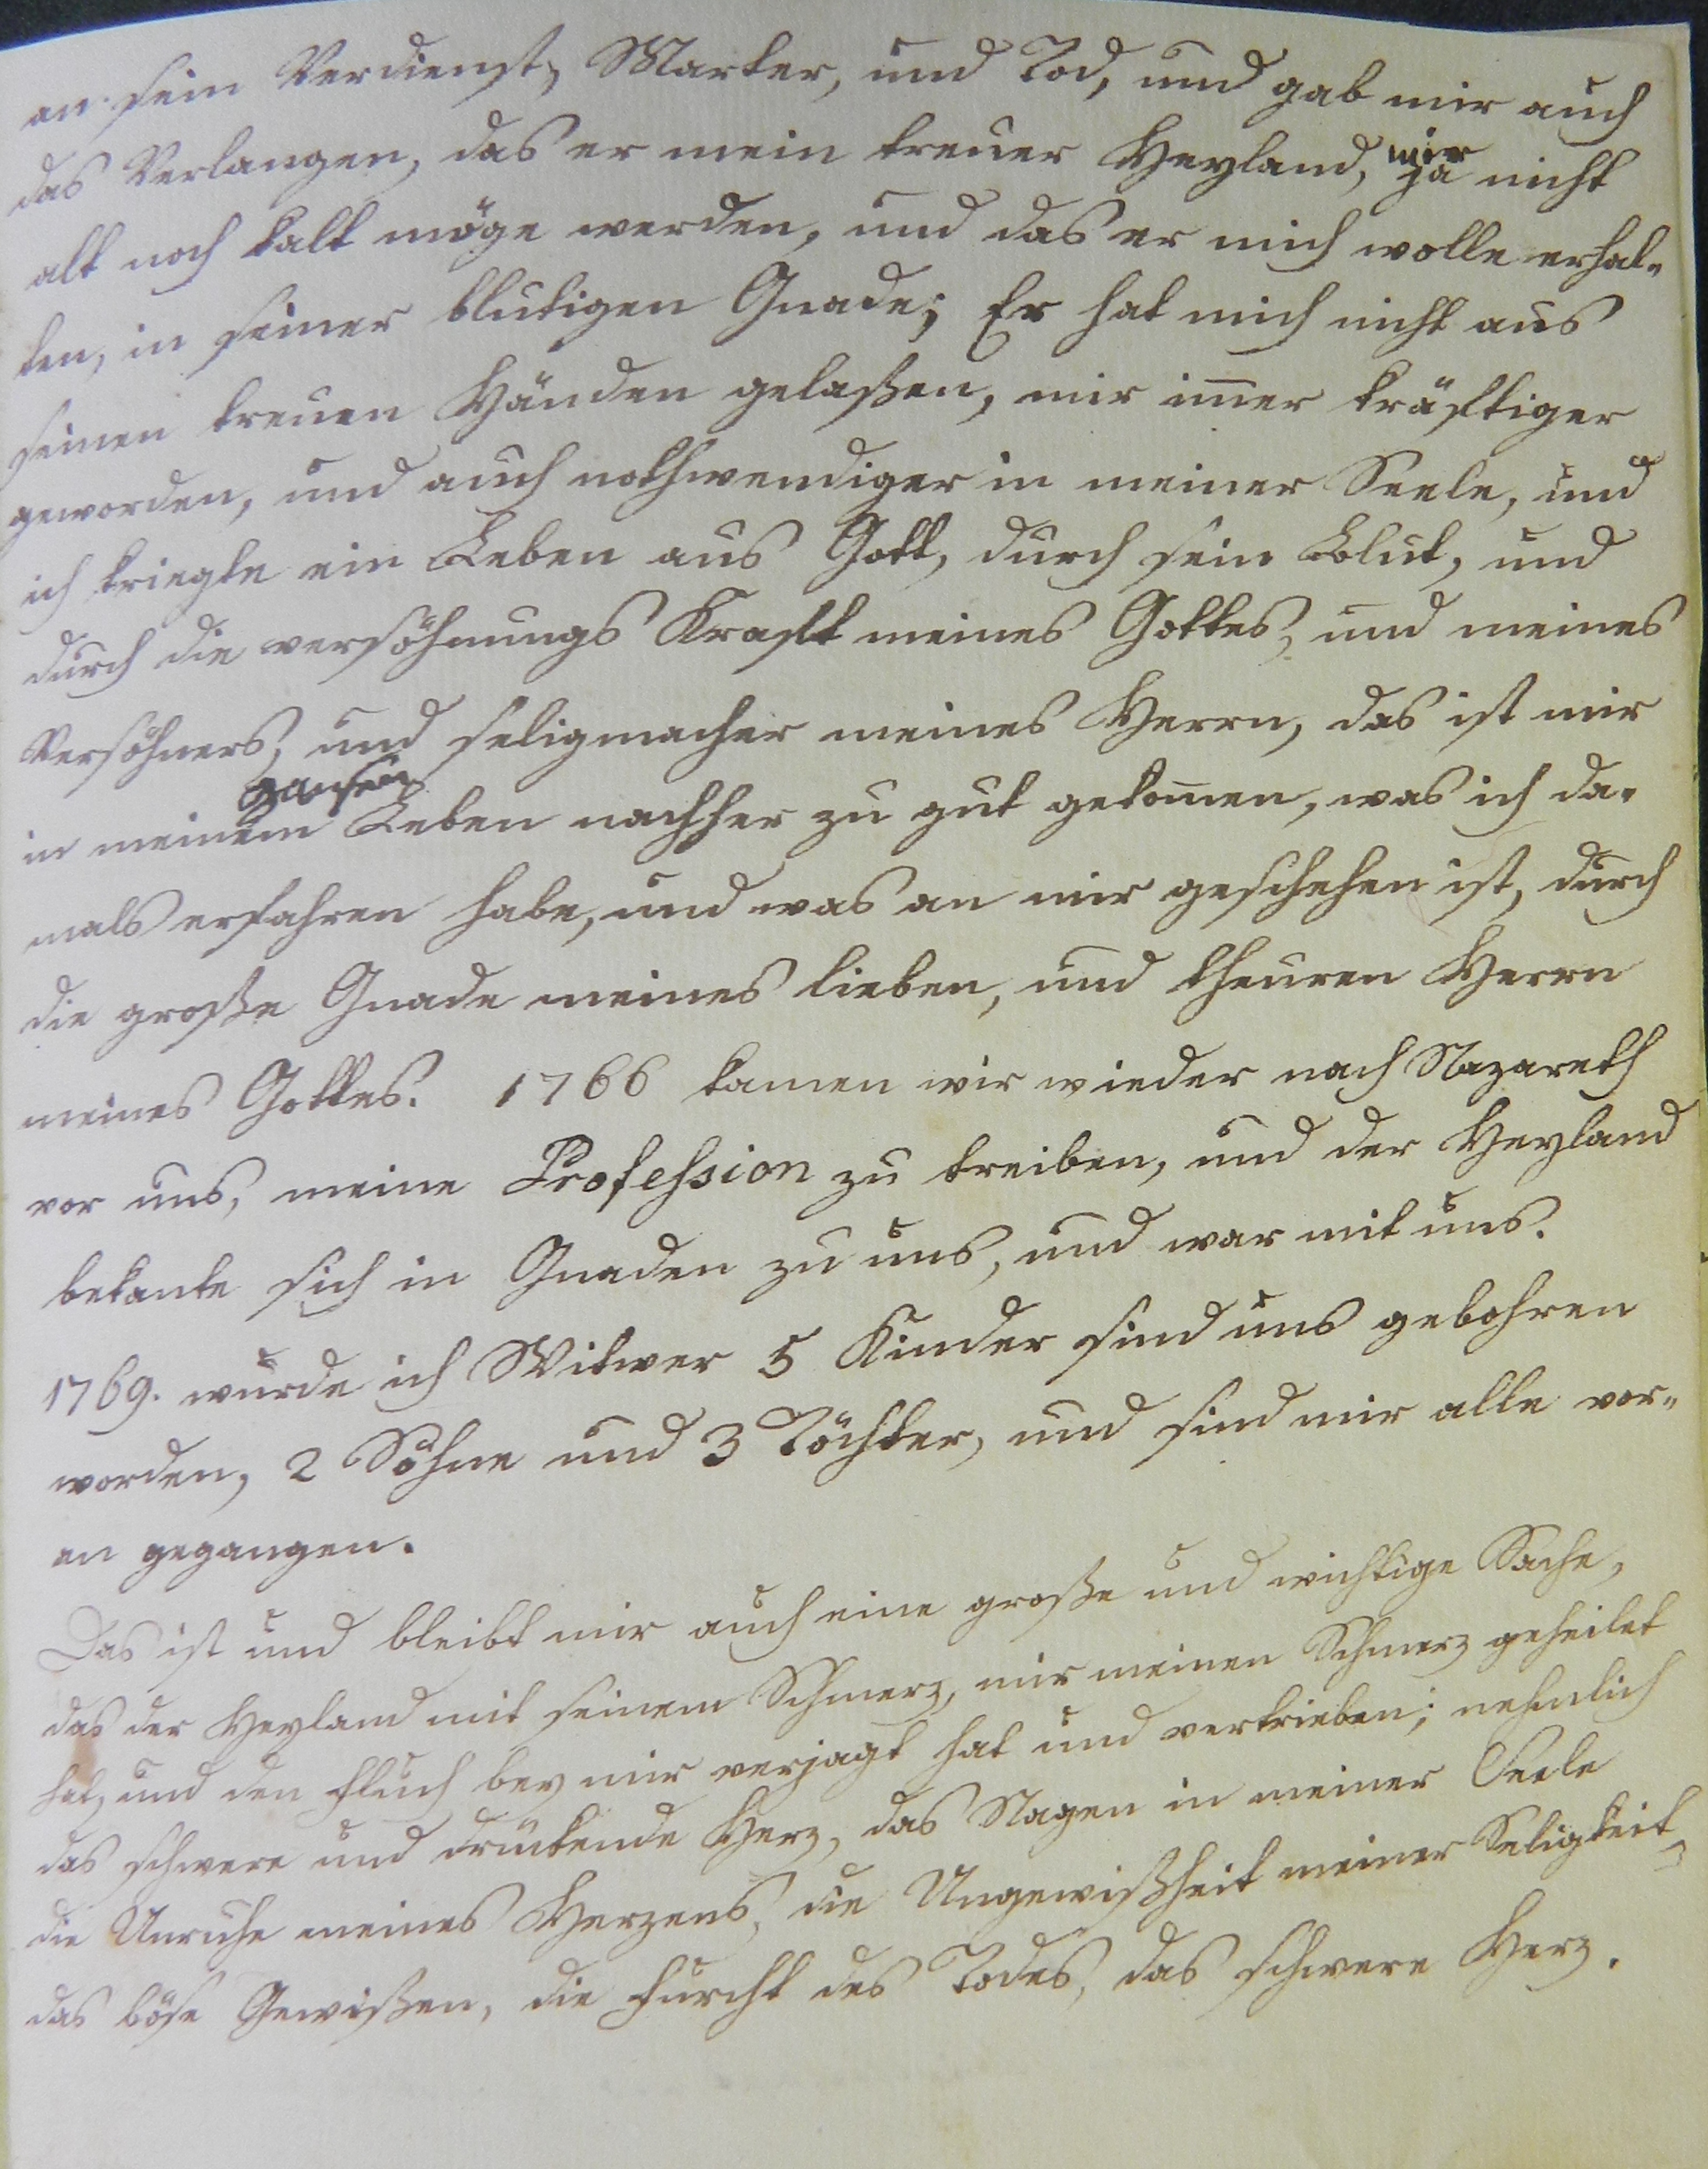 an sein Verdienst, Marter, und Tod, und gab mir auch
das Verlangen, das er mein treuer Heyland, mir ja nicht
alt noch kalt möge werden, und das er mich wolle erhal-
ten, in seiner blutigen Gnade; Er hat mich nicht aus
seinen treuen Händen gelaßen, mir im̅er kräftiger
geworden, und auch nothwendiger in meiner Seele, und
ich kriegte ein Leben aus Gott, durch sein Blut, und
durch die versöhnungs Kraft meines Gottes, und meines
Versöhners, und seligmacher meines Herrn, das ist mir
in meinem ganzen Leben nachher zu gut gekom̅en, was ich da-
mals erfahren habe, und was an mir geschehen ist, durch
die große Gnade meines lieben, und theuren Herrn
meines Gottes. 1766 kamen wir wieder nach Nazareth
vor uns, meine Profession zu treiben, und der Heyland
bekante sich in Gnaden zu uns, und war mit uns.
1769. wurde ich Witwer 5 Kinder sind uns gebohren
worden, 2 Söhne und 3 Töchter, und sind mir alle vor-
an gegangen.
Das ist und bleibt mir auch eine große und wichtige Sache,
das der Heyland mit seinem Schmerz, mir meinen Schmerz geheilet
hat, und den Fluch bey mir verjagt hat und vertrieben; nehmlich
das schwere und drückende Herz, das Nagen in meiner Seele
die Unruhe meines Herzens, die Ungewißheit meiner Seligkeit,
das böse Gewißen, die Furcht des Todes, das schwere Herz.